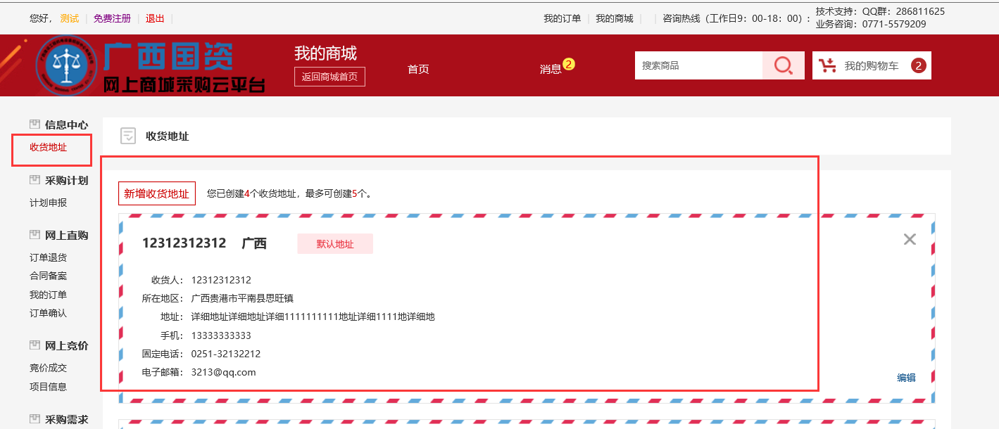 您好， 测试 免费注册 退出
我的订单 我的商城 咨询热线（工作日9：00-18：00）：
技术支持：QQ群：286811625
业务咨询：0771-5579209
广西国资
网上商城采购云平台
我的商城
返回商城首页
首页
消息 2
搜索商品
我的购物车 2
信息中心
收货地址
采购计划
计划申报
网上直购
订单退货
合同备案
我的订单
订单确认
网上竞价
竞价成交
项目信息
采购需求
收货地址
新增收货地址 您已创建4个收货地址，最多可创建5个。
12312312312 广西 默认地址
收货人： 12312312312
所在地区： 广西贵港市平南县思旺镇
地址： 详细地址详细地址详细1111111111地址详细1111地详细地
手机： 13333333333
固定电话： 0251-32132212
电子邮箱： 3213@qq.com
编辑